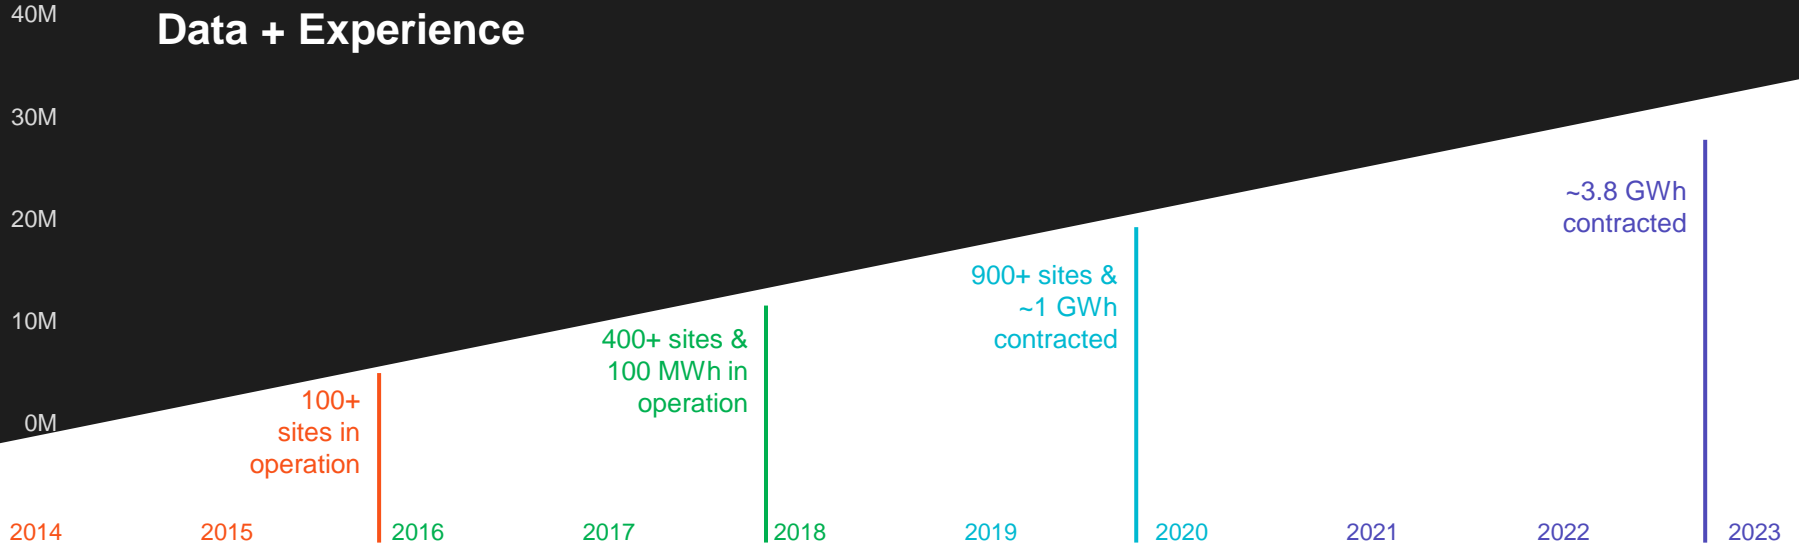 Data + Experience
40M
30M
20M
10M
0M
100+
sites in
operation
400+ sites &
100 MWh in
operation
900+ sites &
~1 GWh
contracted
~3.8 GWh
contracted
2014
2015
2016
2017
2018
2019
2020
2021
2022
2023